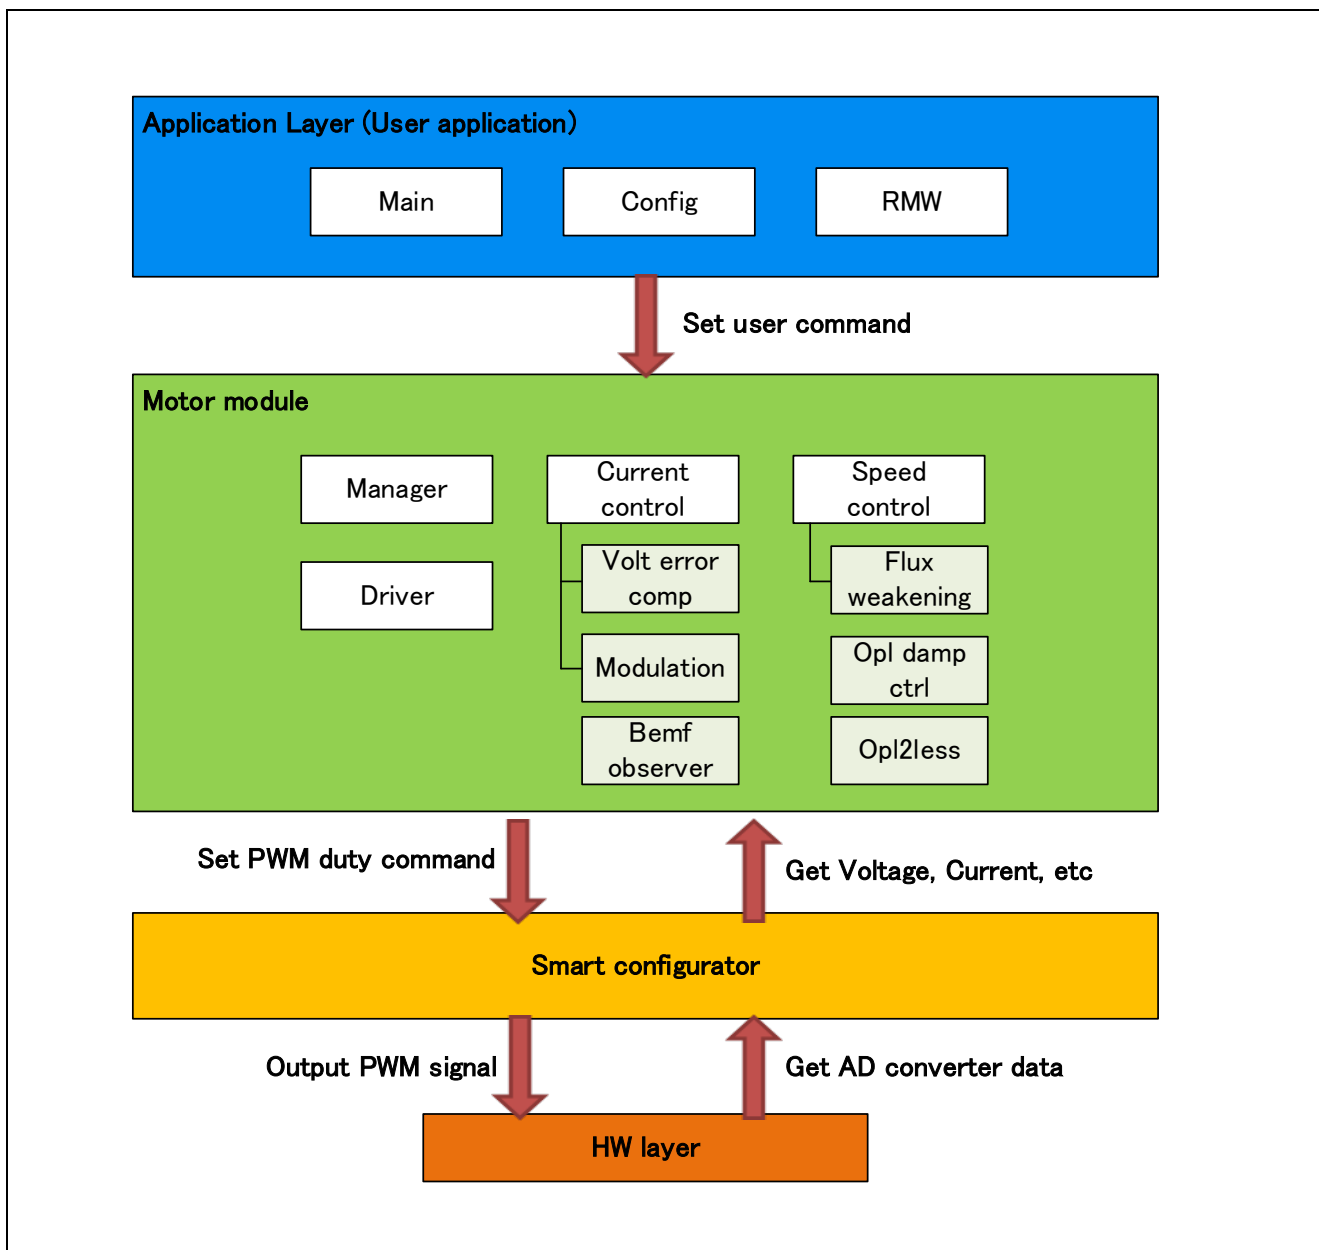 Application Layer (User application)
Main
Config
RMW
Set user command
Motor module
Manager
Driver
Current
control
Volt error
comp
Modulation
Bemf
observer
Speed
control
Flux
weakening
Opl damp
ctrl
Opl2less
Set PWM duty command
Get Voltage, Current, etc
Smart configurator
Output PWM signal
Get AD converter data
HW layer